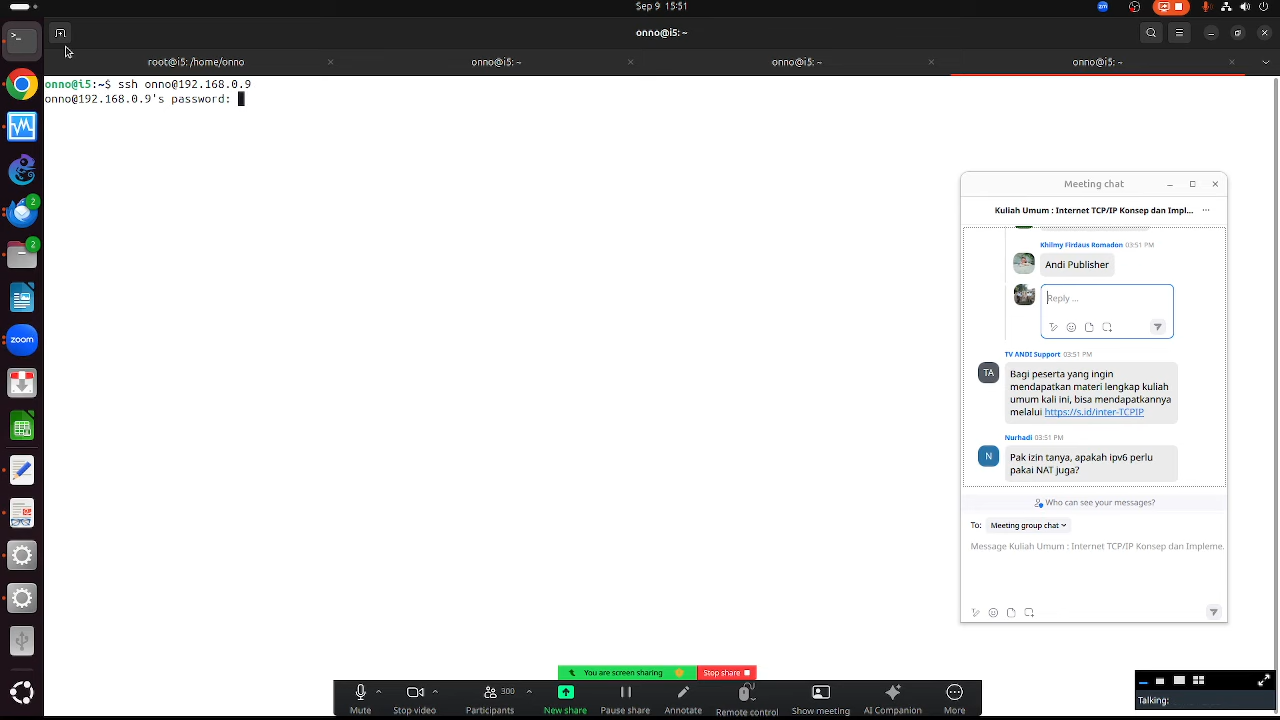 Sep 9 15:51
zm
onno@i5: ~
root@i5: /home/onno
onno@i5: ~
onno@i5: ~
onno@i5: ~
onno@i5:~$ ssh onno@192.168.0.9
onno@192.168.0.9's password:
2
2
zoom
Meeting chat
Kuliah Umum : Internet TCP/IP Konsep dan Impl...
Khilmy Firdaus Romadon 03:51 PM
Andi Publisher
Reply ...
TV ANDI Support 03:51 PM
TA
Bagi peserta yang ingin
mendapatkan materi lengkap kuliah
umum kali ini, bisa mendapatkannya
melalui https://s.id/inter-TCPIP
Nurhadi 03:51 PM
N
Pak izin tanya, apakah ipv6 perlu
pakai NAT juga?
Who can see your messages?
To: Meeting group chat
Message Kuliah Umum : Internet TCP/IP Konsep dan Impleme.
You are screen sharing
Stop share
300
Mute
Stop video
Participants
New share
Pause share
Annotate
Remote control
Show meeting
AI Companion
More
Talking: